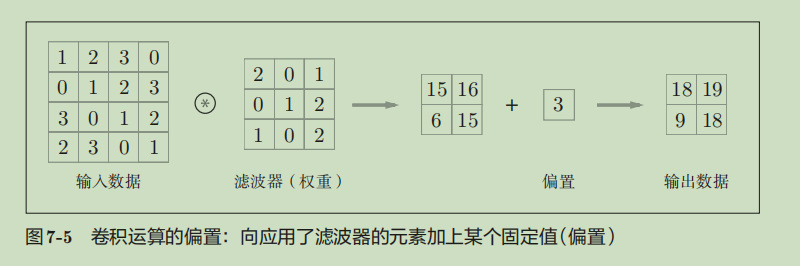 1 2 3 0
0 1 2 3
3 0 1 2
2 3 0 1
⊛
2 0 1
0 1 2
1 0 2
15 16
6 15
+
3
18 19
9 18
输入数据
滤波器（权重）
偏置
输出数据
图7-5 卷积运算的偏置：向应用了滤波器的元素加上某个固定值（偏置）